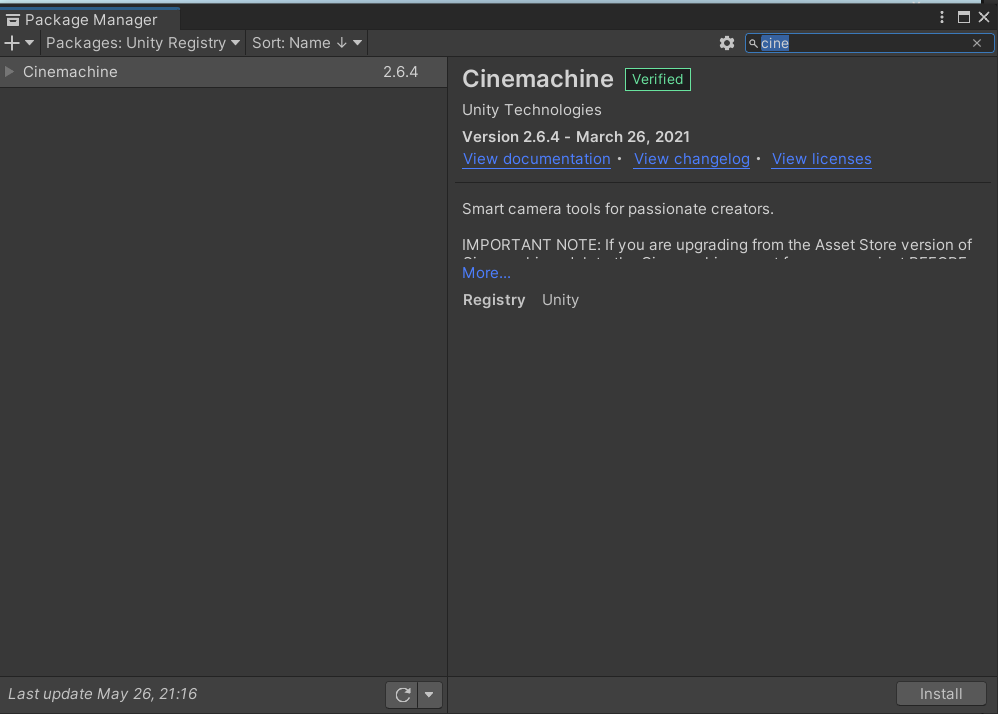 Package Manager
Packages: Unity Registry Sort: Name ↓ cine
Cinemachine 2.6.4
Cinemachine Verified
Unity Technologies
Version 2.6.4 - March 26, 2021
View documentation • View changelog • View licenses
Smart camera tools for passionate creators.
IMPORTANT NOTE: If you are upgrading from the Asset Store version of
More...
Registry Unity
Last update May 26, 21:16
Install